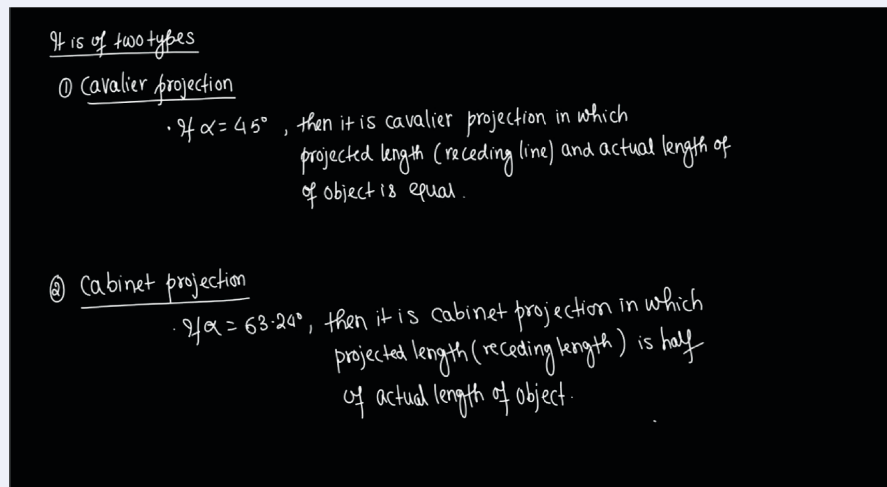 It is of two types
① Cavalier projection
· If α = 45° , then it is cavalier projection in which
projected length (receding line) and actual length of
of object is equal.
② Cabinet projection
· If α = 63.24°, then it is cabinet projection in which
projected length (receding length) is half
of actual length of object.